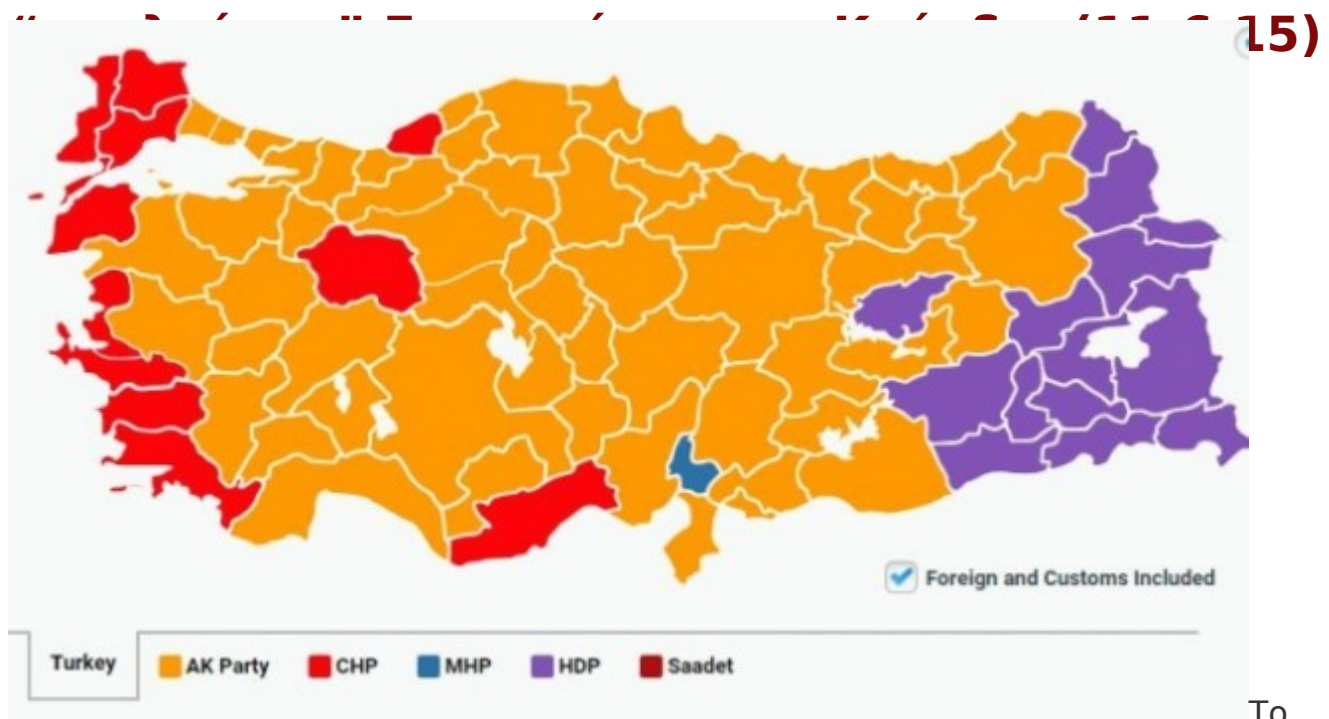 15)
Foreign and Customs Included
Turkey AK Party CHP MHP HDP Saadet
To